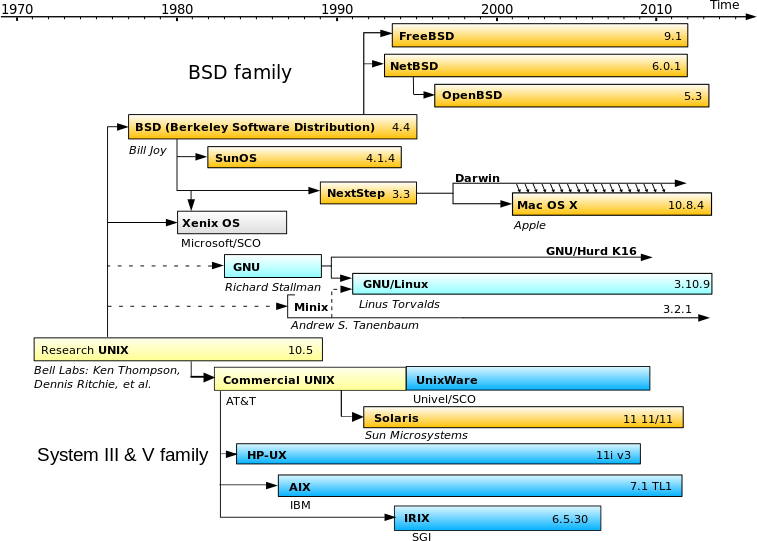 1970 1980 1990 2000 2010 Time
FreeBSD 9.1
BSD family
NetBSD 6.0.1
OpenBSD 5.3
BSD (Berkeley Software Distribution) 4.4
Bill Joy
SunOS 4.1.4
Darwin
NextStep 3.3
Mac OS X 10.8.4
Apple
Xenix OS
Microsoft/SCO
GNU/Hurd K16
GNU
Richard Stallman
GNU/Linux 3.10.9
Linus Torvalds
Minix 3.2.1
Andrew S. Tanenbaum
Research UNIX 10.5
Bell Labs: Ken Thompson,
Dennis Ritchie, et al.
Commercial UNIX
AT&T
UnixWare
Univel/SCO
Solaris 11 11/11
Sun Microsystems
System III & V family
HP-UX 11i v3
AIX 7.1 TL1
IBM
IRIX 6.5.30
SGI